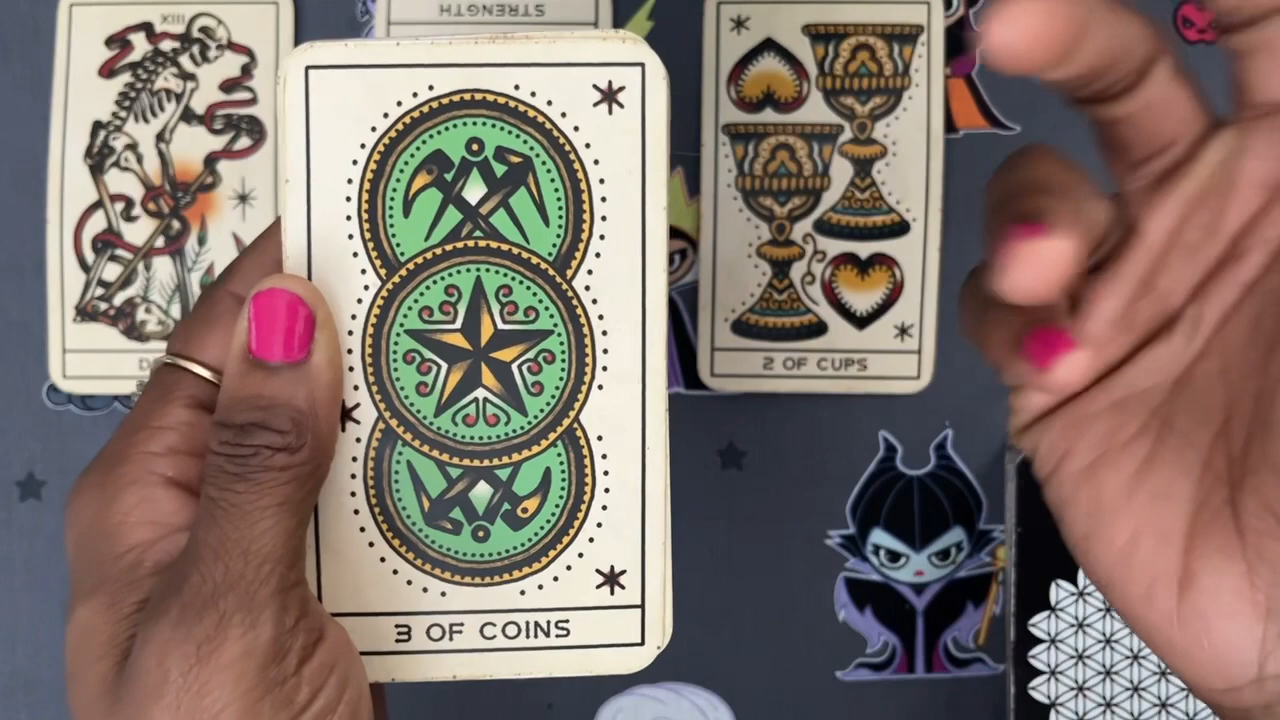 XIII
STRENGTH
D
2 OF CUPS
3 OF COINS